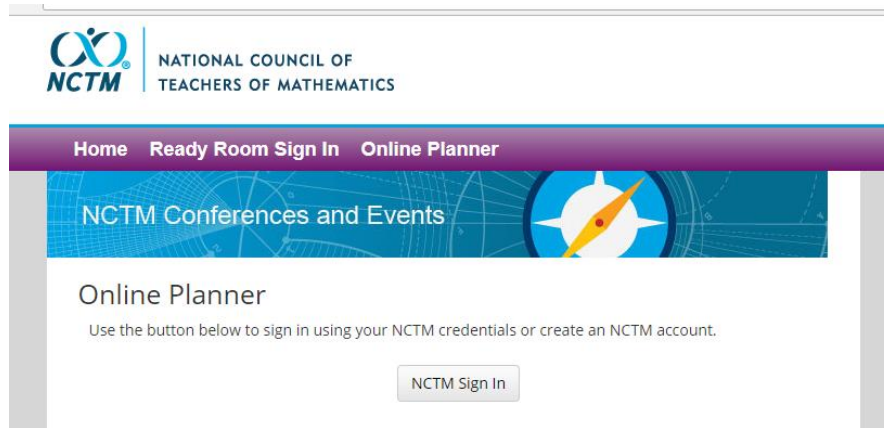 NCTM®
NATIONAL COUNCIL OF
TEACHERS OF MATHEMATICS
Home Ready Room Sign In Online Planner
NCTM Conferences and Events
Online Planner
Use the button below to sign in using your NCTM credentials or create an NCTM account.
NCTM Sign In